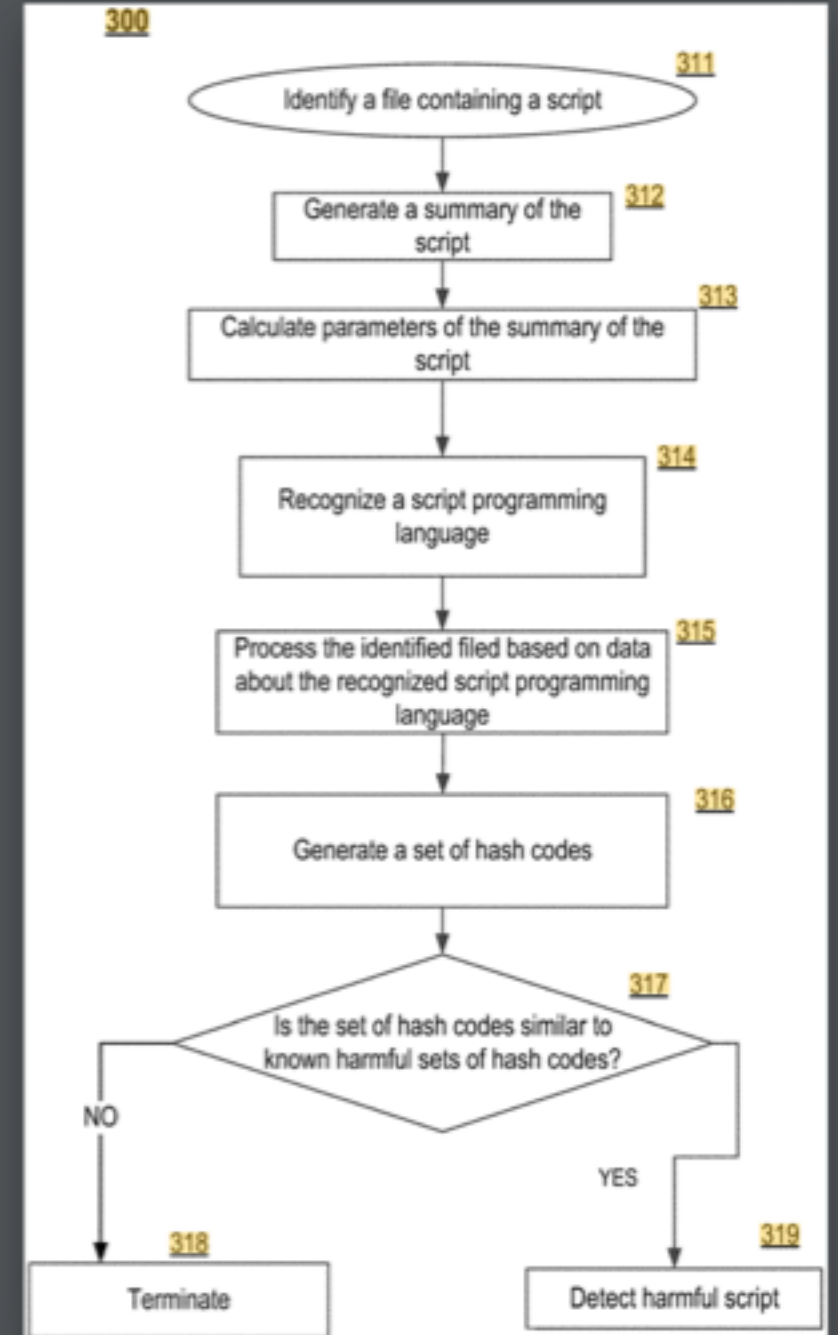 300
311
Identify a file containing a script
312
Generate a summary of the
script
313
Calculate parameters of the summary of the
script
314
Recognize a script programming
language
315
Process the identified filed based on data
about the recognized script programming
language
316
Generate a set of hash codes
317
Is the set of hash codes similar to
known harmful sets of hash codes?
NO
YES
318
Terminate
319
Detect harmful script